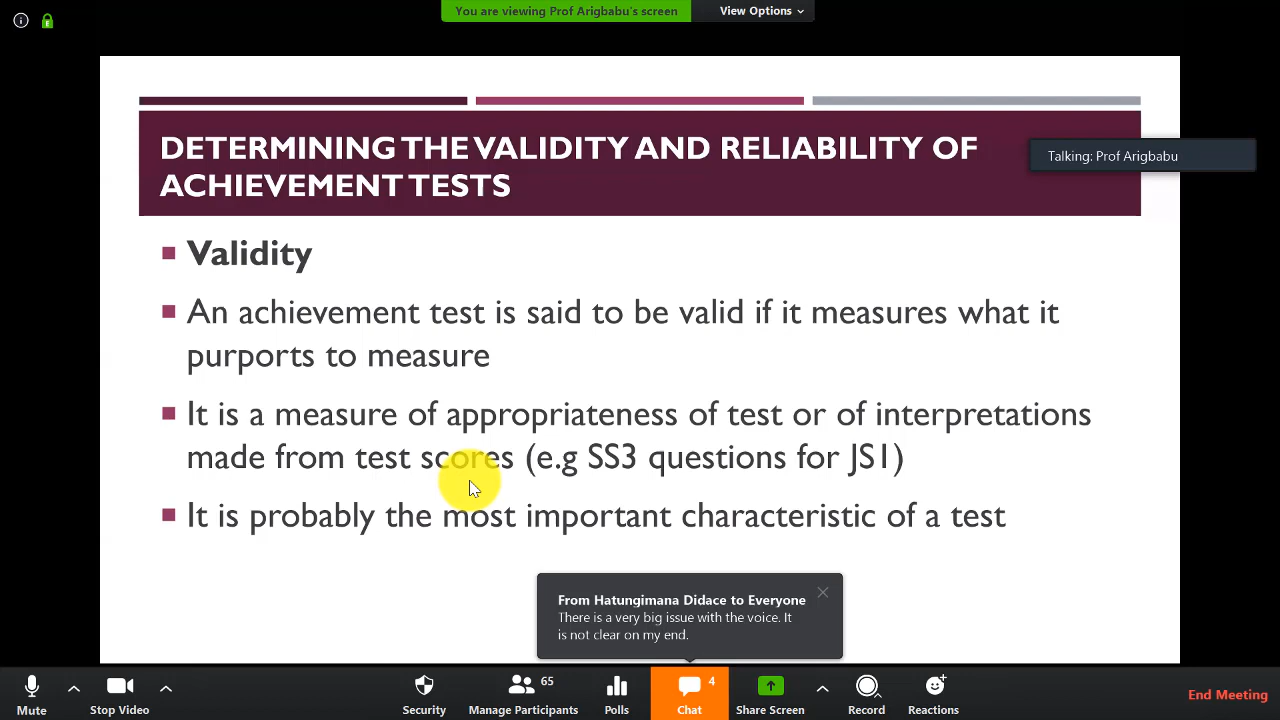 You are viewing Prof Arigbabu's screen
View Options
E
DETERMINING THE VALIDITY AND RELIABILITY OF
ACHIEVEMENT TESTS
Talking: Prof Arigbabu
Validity
An achievement test is said to be valid if it measures what it
purports to measure
It is a measure of appropriateness of test or of interpretations
made from test scores (e.g SS3 questions for JS1)
It is probably the most important characteristic of a test
From Hatungimana Didace to Everyone
There is a very big issue with the voice. It
is not clear on my end.
Mute
Stop Video
Security
Manage Participants 65
Polls
Chat 4
Share Screen
Record
Reactions
End Meeting